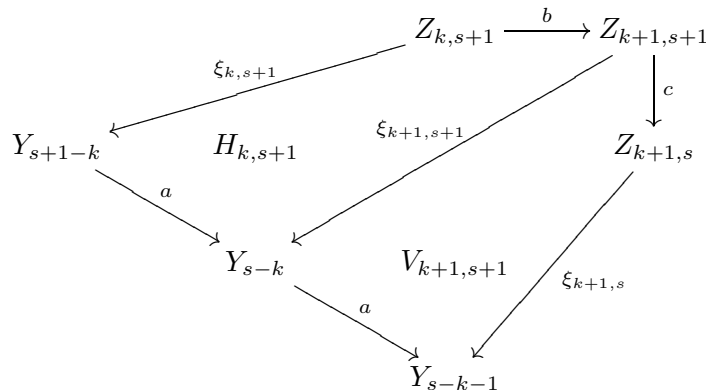 Z_{k,s+1} b Z_{k+1,s+1}
ξ_{k,s+1} c
Y_{s+1−k} H_{k,s+1} ξ_{k+1,s+1} Z_{k+1,s}
a
Y_{s−k} V_{k+1,s+1} ξ_{k+1,s}
a
Y_{s−k−1}